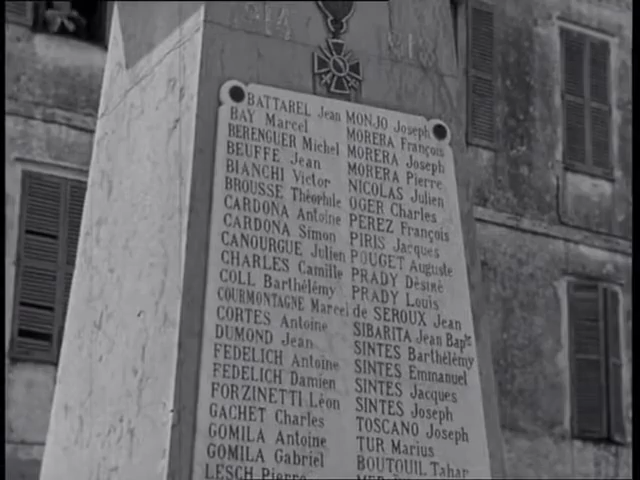 1914 1918
BATTAREL Jean
BAY Marcel
BERENGUER Michel
BEUFFE Jean
BIANCHI Victor
BROUSSE Théophile
CARDONA Antoine
CARDONA Simon
CANOURGUE Julien
CHARLES Camille
COLL Barthélémy
COURMONTAGNE Marcel
CORTES Antoine
DUMOND Jean
FEDELICH Antoine
FEDELICH Damien
FORZINETTI Léon
GACHET Charles
GOMILA Antoine
GOMILA Gabriel
LESCH Pierre
MONJO Joseph
MORERA François
MORERA Joseph
MORERA Pierre
NICOLAS Julien
OGER Charles
PEREZ François
PIRIS Jacques
POUGET Auguste
PRADY Désiré
PRADY Louis
de SEROUX Jean
SIBARITA Jean Bapte
SINTES Barthélémy
SINTES Emmanuel
SINTES Jacques
SINTES Joseph
TOSCANO Joseph
TUR Marius
BOUTOUIL Tahar